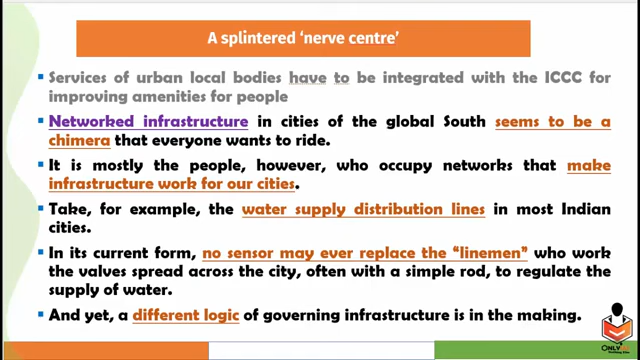 A splintered ‘nerve centre’
▪ Services of urban local bodies have to be integrated with the ICCC for
improving amenities for people
▪ Networked infrastructure in cities of the global South seems to be a
chimera that everyone wants to ride.
▪ It is mostly the people, however, who occupy networks that make
infrastructure work for our cities.
▪ Take, for example, the water supply distribution lines in most Indian
cities.
▪ In its current form, no sensor may ever replace the “linemen” who work
the valves spread across the city, often with a simple rod, to regulate the
supply of water.
▪ And yet, a different logic of governing infrastructure is in the making.